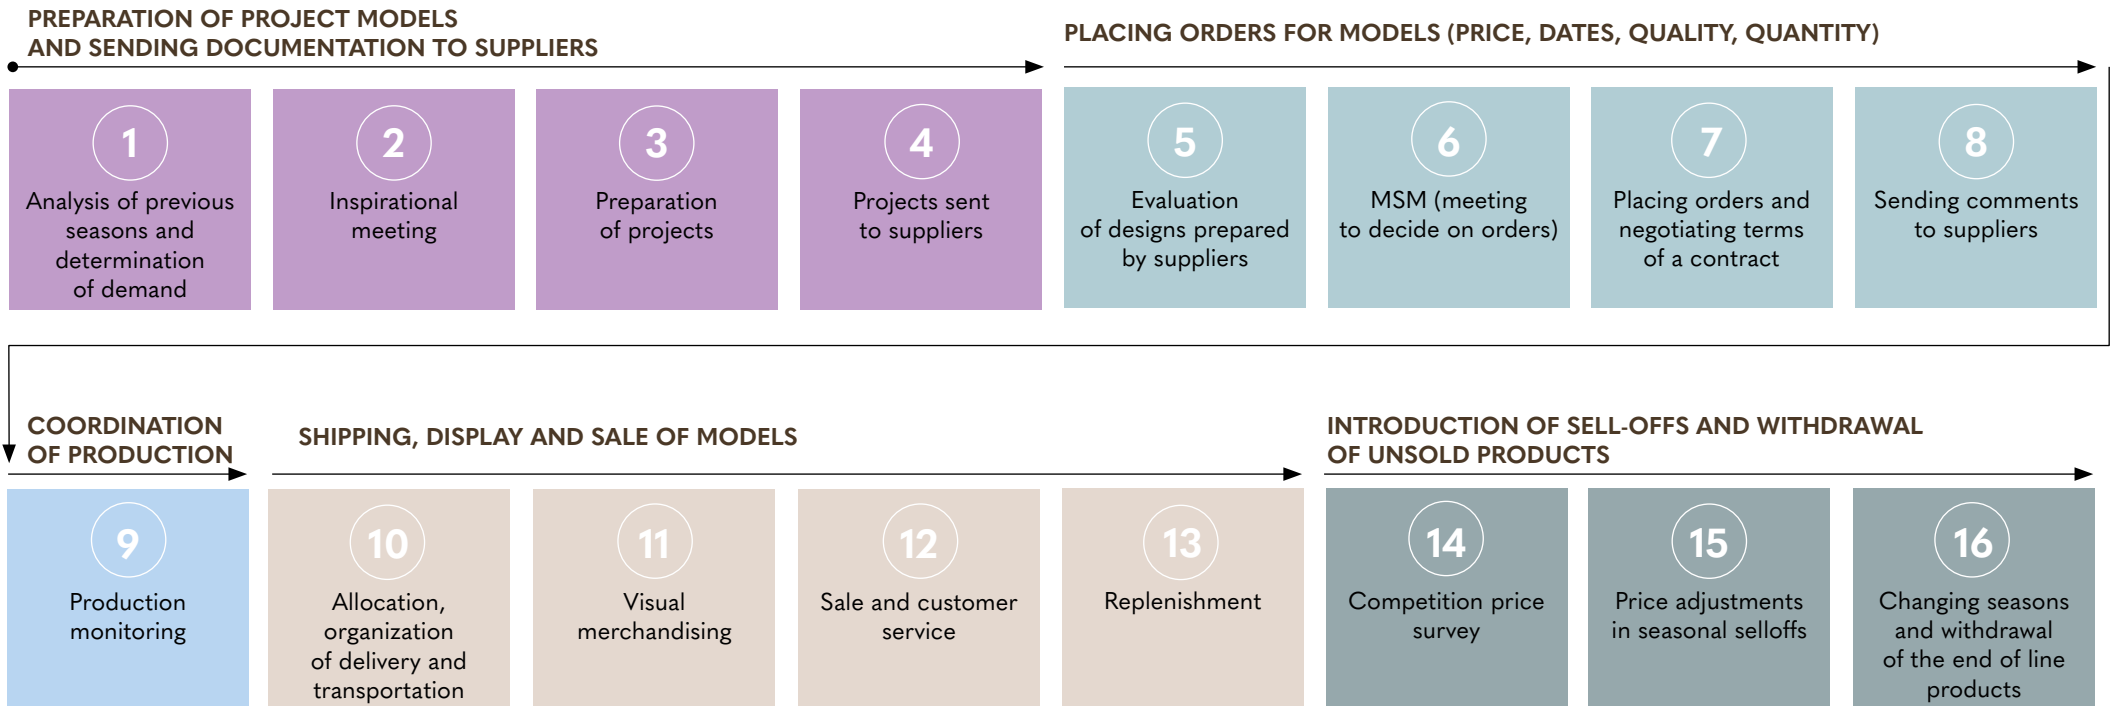 PREPARATION OF PROJECT MODELS
AND SENDING DOCUMENTATION TO SUPPLIERS
PLACING ORDERS FOR MODELS (PRICE, DATES, QUALITY, QUANTITY)
1
Analysis of previous
seasons and
determination
of demand
2
Inspirational
meeting
3
Preparation
of projects
4
Projects sent
to suppliers
5
Evaluation
of designs prepared
by suppliers
6
MSM (meeting
to decide on orders)
7
Placing orders and
negotiating terms
of a contract
8
Sending comments
to suppliers
COORDINATION
OF PRODUCTION
SHIPPING, DISPLAY AND SALE OF MODELS
INTRODUCTION OF SELL-OFFS AND WITHDRAWAL
OF UNSOLD PRODUCTS
9
Production
monitoring
10
Allocation,
organization
of delivery and
transportation
11
Visual
merchandising
12
Sale and customer
service
13
Replenishment
14
Competition price
survey
15
Price adjustments
in seasonal selloffs
16
Changing seasons
and withdrawal
of the end of line
products